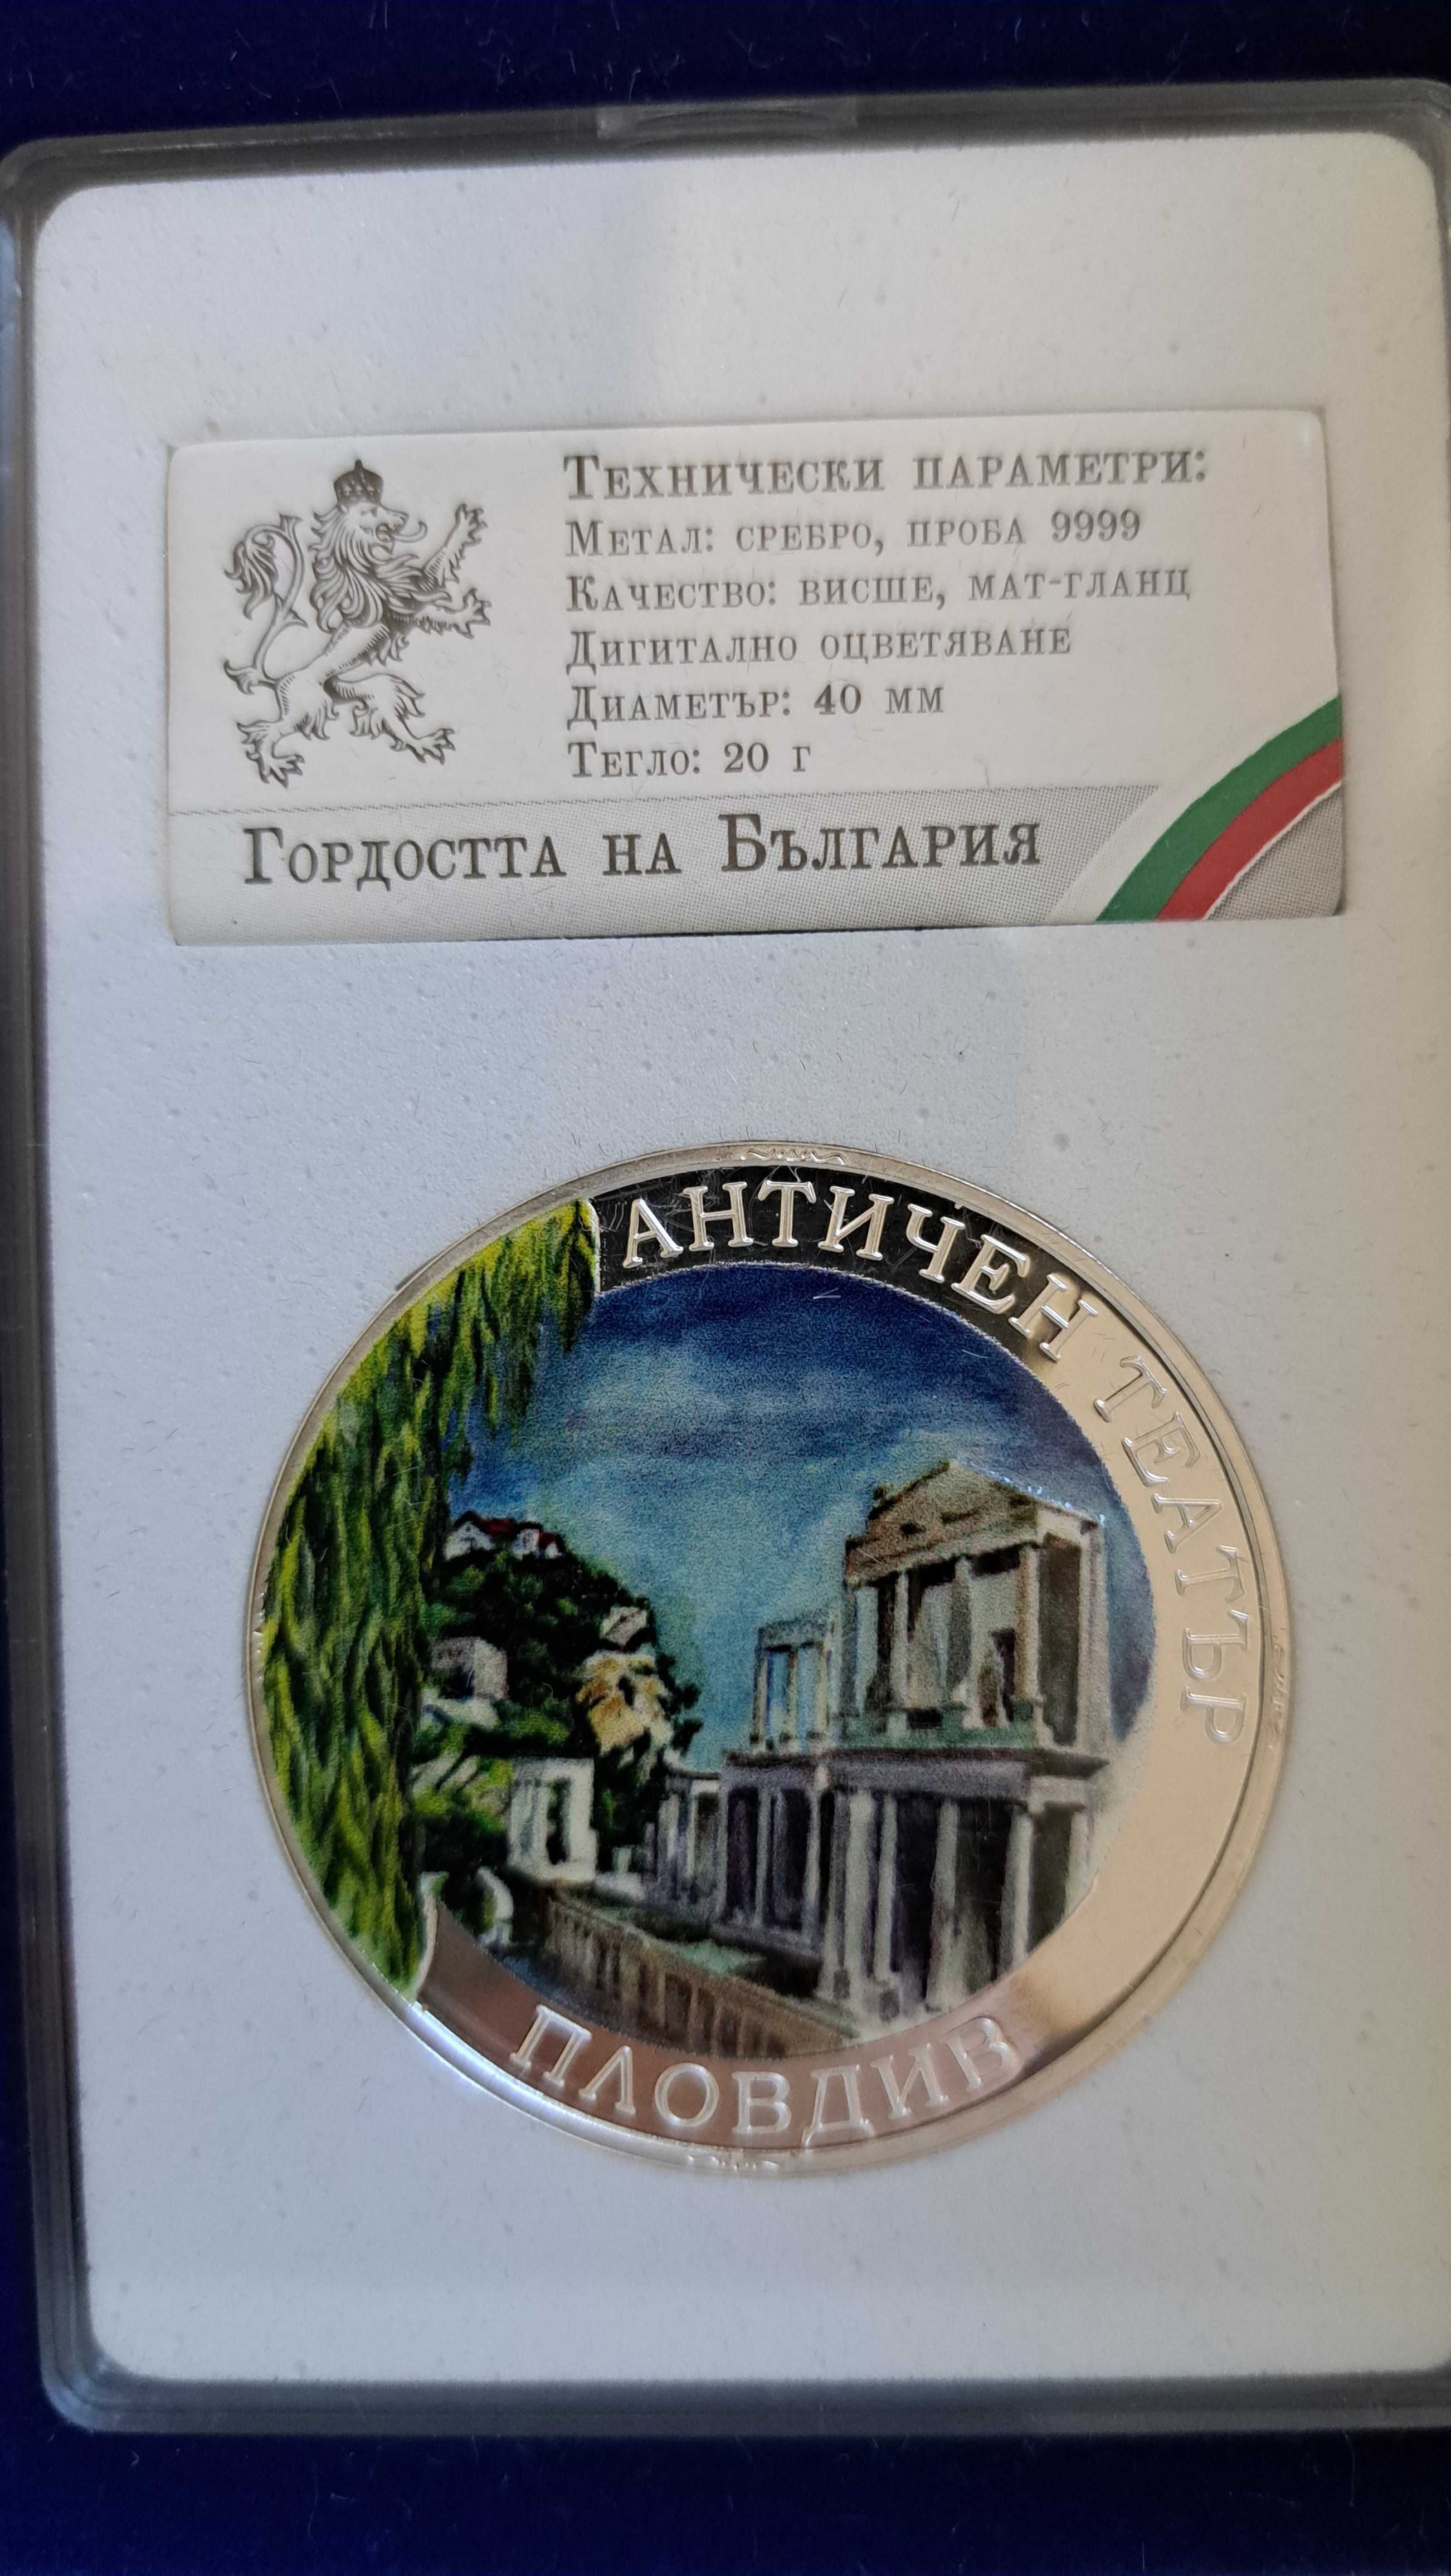 Технически параметри:
Метал: сребро, проба 9999
Качество: висше, мат-гланц
Дигитално оцветяване
Диаметър: 40 мм
Тегло: 20 г
Гордостта на България
АНТИЧЕН ТЕАТЪР
ПЛОВДИВ